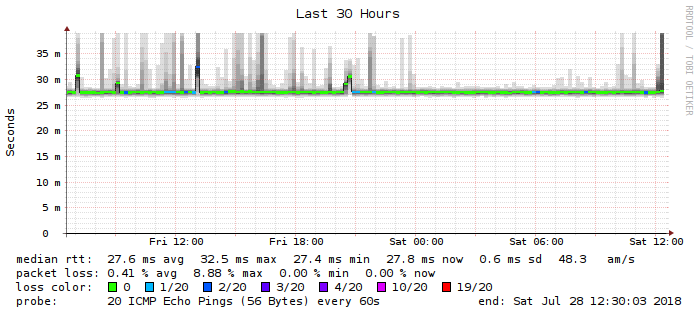 Last 30 Hours
RRDTOOL / TOBI OETIKER
Seconds
35 m
30 m
25 m
20 m
15 m
10 m
5 m
0
Fri 12:00 Fri 18:00 Sat 00:00 Sat 06:00 Sat 12:00
median rtt: 27.6 ms avg 32.5 ms max 27.4 ms min 27.8 ms now 0.6 ms sd 48.3 am/s
packet loss: 0.41 % avg 8.88 % max 0.00 % min 0.00 % now
loss color: 0 1/20 2/20 3/20 4/20 10/20 19/20
probe: 20 ICMP Echo Pings (56 Bytes) every 60s end: Sat Jul 28 12:30:03 2018